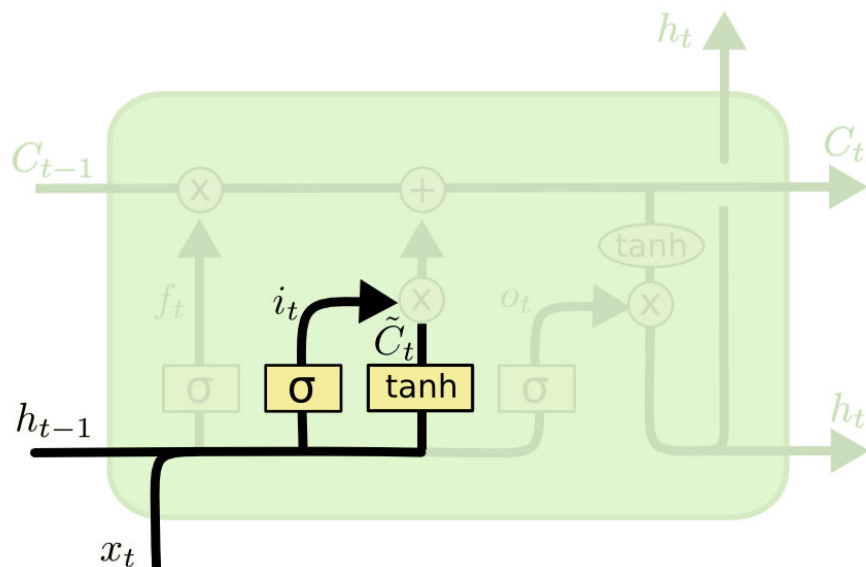 h_t
C_{t-1} C_t
x +
tanh
f_t i_t x o_t x
C̃_t
σ σ tanh σ
h_{t-1} h_t
x_t